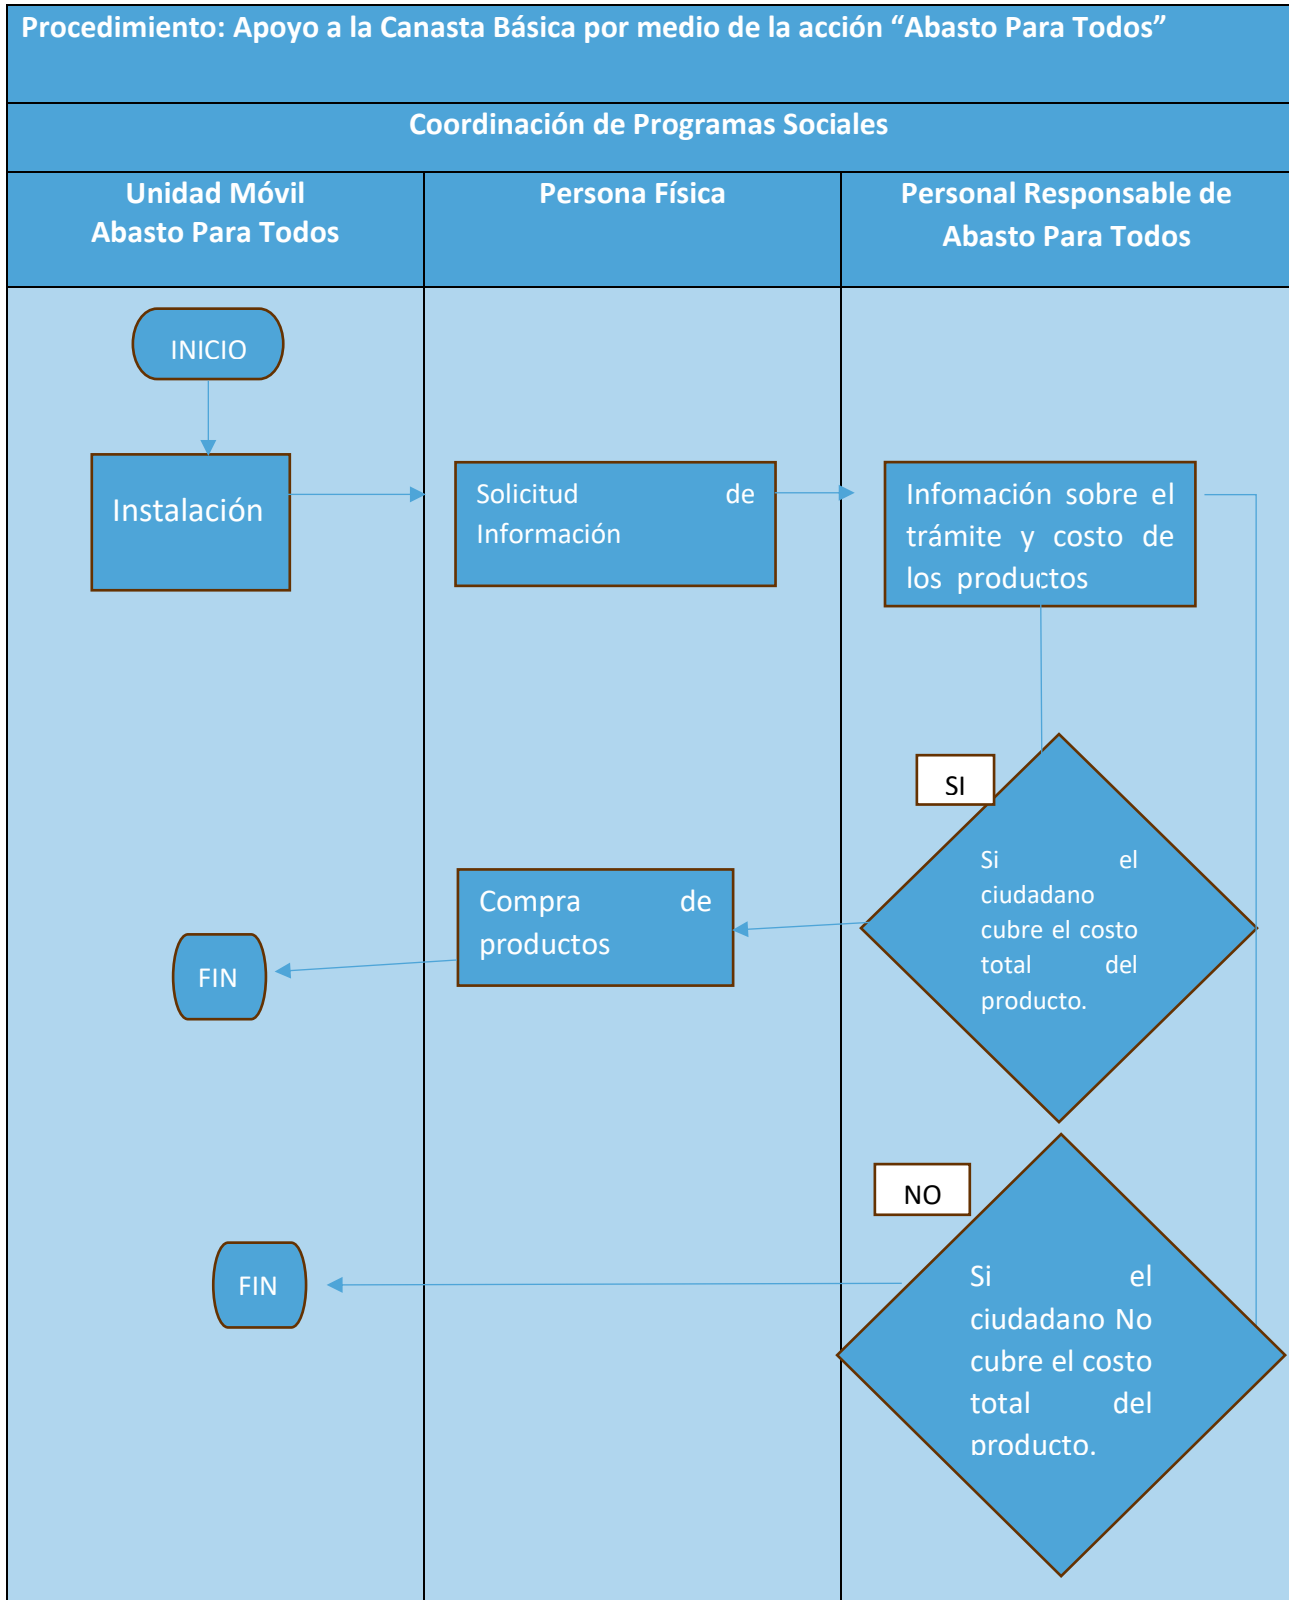 Procedimiento: Apoyo a la Canasta Básica por medio de la acción “Abasto Para Todos”
Coordinación de Programas Sociales
Unidad Móvil
Abasto Para Todos
Persona Física
Personal Responsable de
Abasto Para Todos
INICIO
Instalación
Solicitud de
Información
Infomación sobre el
trámite y costo de
los productos
SI
Si el
ciudadano
cubre el costo
total del
producto.
Compra de
productos
FIN
NO
Si el
ciudadano No
cubre el costo
total del
producto.
FIN